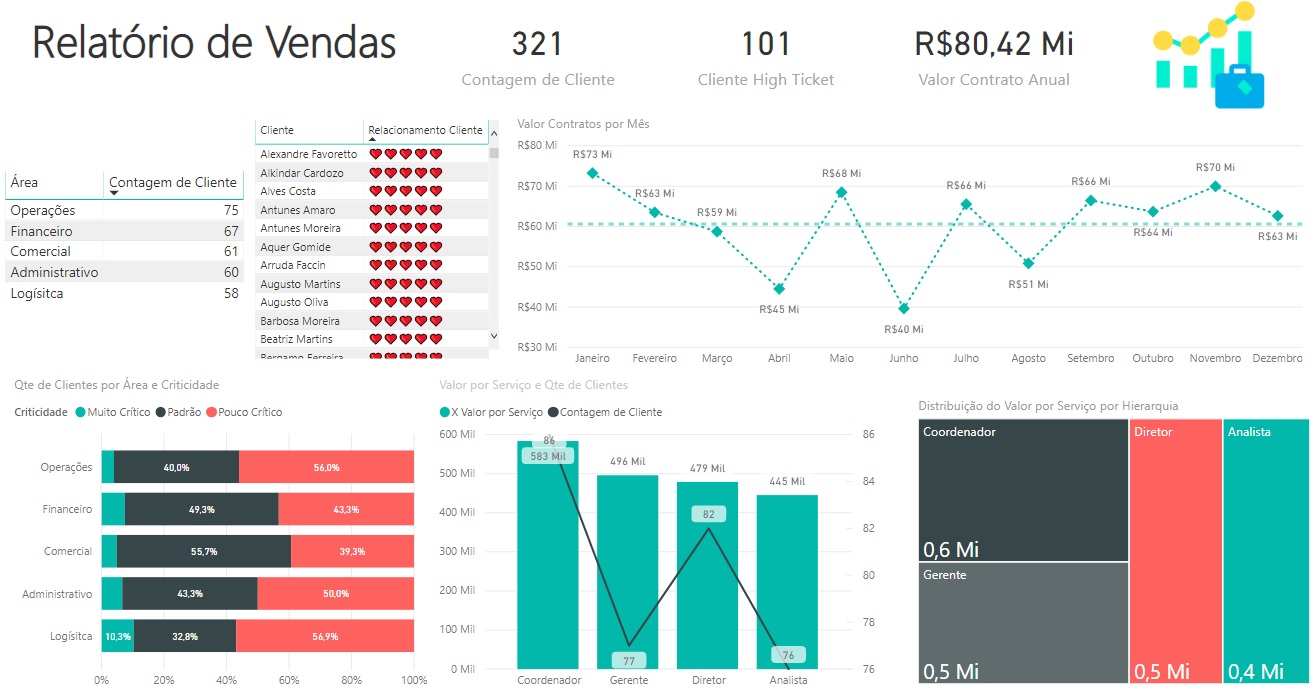 Relatório de Vendas
321
Contagem de Cliente
101
Cliente High Ticket
R$80,42 Mi
Valor Contrato Anual
Área Contagem de Cliente
Operações 75
Financeiro 67
Comercial 61
Administrativo 60
Logísitca 58
Cliente Relacionamento Cliente
Alexandre Favoretto
Alkindar Cardozo
Alves Costa
Antunes Amaro
Antunes Moreira
Aquer Gomide
Arruda Faccin
Augusto Martins
Augusto Oliva
Barbosa Moreira
Beatriz Martins
Bergamo Ferreira
Valor Contratos por Mês
R$80 Mi
R$70 Mi
R$60 Mi
R$50 Mi
R$40 Mi
R$30 Mi
R$73 Mi
R$63 Mi
R$59 Mi
R$45 Mi
R$68 Mi
R$40 Mi
R$66 Mi
R$51 Mi
R$66 Mi
R$64 Mi
R$70 Mi
R$63 Mi
Janeiro Fevereiro Março Abril Maio Junho Julho Agosto Setembro Outubro Novembro Dezembro
Qte de Clientes por Área e Criticidade
Criticidade Muito Crítico Padrão Pouco Crítico
Operações 40,0% 56,0%
Financeiro 49,3% 43,3%
Comercial 55,7% 39,3%
Administrativo 43,3% 50,0%
Logísitca 10,3% 32,8% 56,9%
0% 20% 40% 60% 80% 100%
Valor por Serviço e Qte de Clientes
X Valor por Serviço Contagem de Cliente
600 Mil
500 Mil
400 Mil
300 Mil
200 Mil
100 Mil
0 Mil
86
583 Mil
496 Mil
479 Mil
445 Mil
77
82
76
86
84
82
80
78
76
Coordenador Gerente Diretor Analista
Distribuição do Valor por Serviço por Hierarquia
Coordenador
0,6 Mi
Gerente
0,5 Mi
Diretor
0,5 Mi
Analista
0,4 Mi